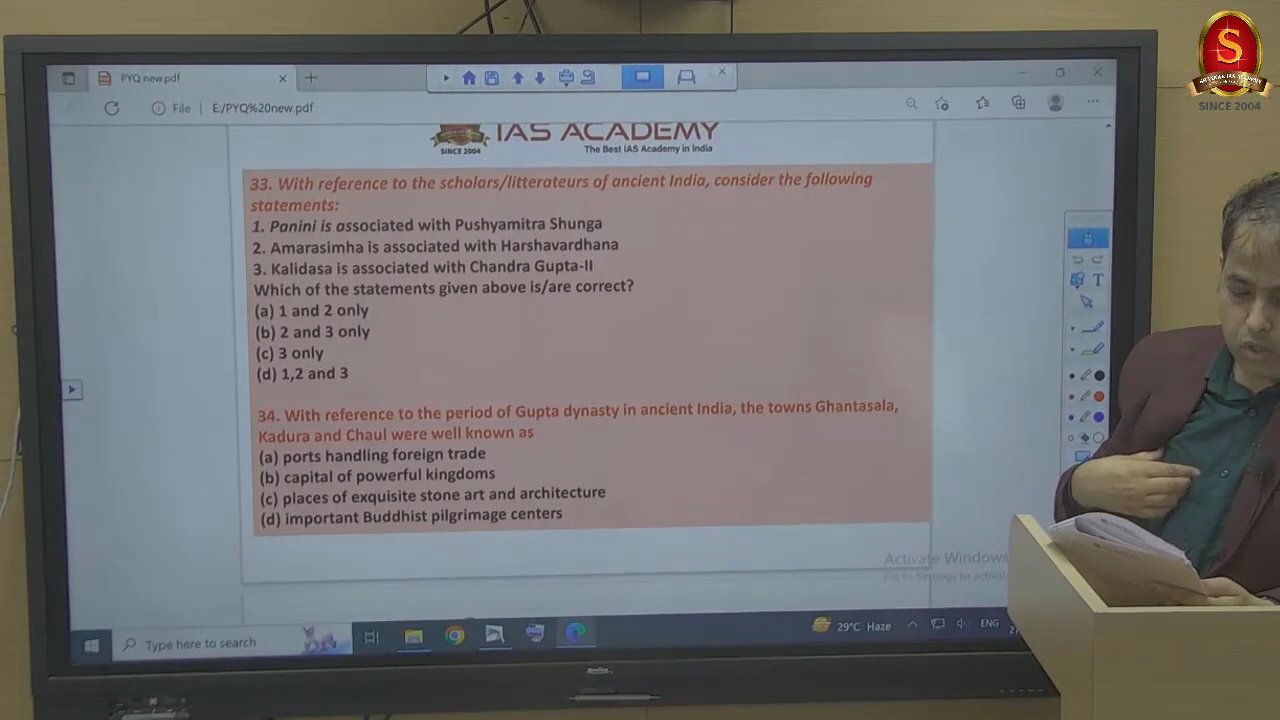 S
SINCE 2004
PYQ new.pdf
File
E:/PYQ%20new.pdf
IAS ACADEMY
SINCE 2004
The Best IAS Academy in India
33. With reference to the scholars/litterateurs of ancient India, consider the following
statements:
1. Panini is associated with Pushyamitra Shunga
2. Amarasimha is associated with Harshavardhana
3. Kalidasa is associated with Chandra Gupta-II
Which of the statements given above is/are correct?
(a) 1 and 2 only
(b) 2 and 3 only
(c) 3 only
(d) 1,2 and 3
34. With reference to the period of Gupta dynasty in ancient India, the towns Ghantasala,
Kadura and Chaul were well known as
(a) ports handling foreign trade
(b) capital of powerful kingdoms
(c) places of exquisite stone art and architecture
(d) important Buddhist pilgrimage centers
Activate Windows
Go to Settings to activate
Type here to search
29°C Haze
ENG
T